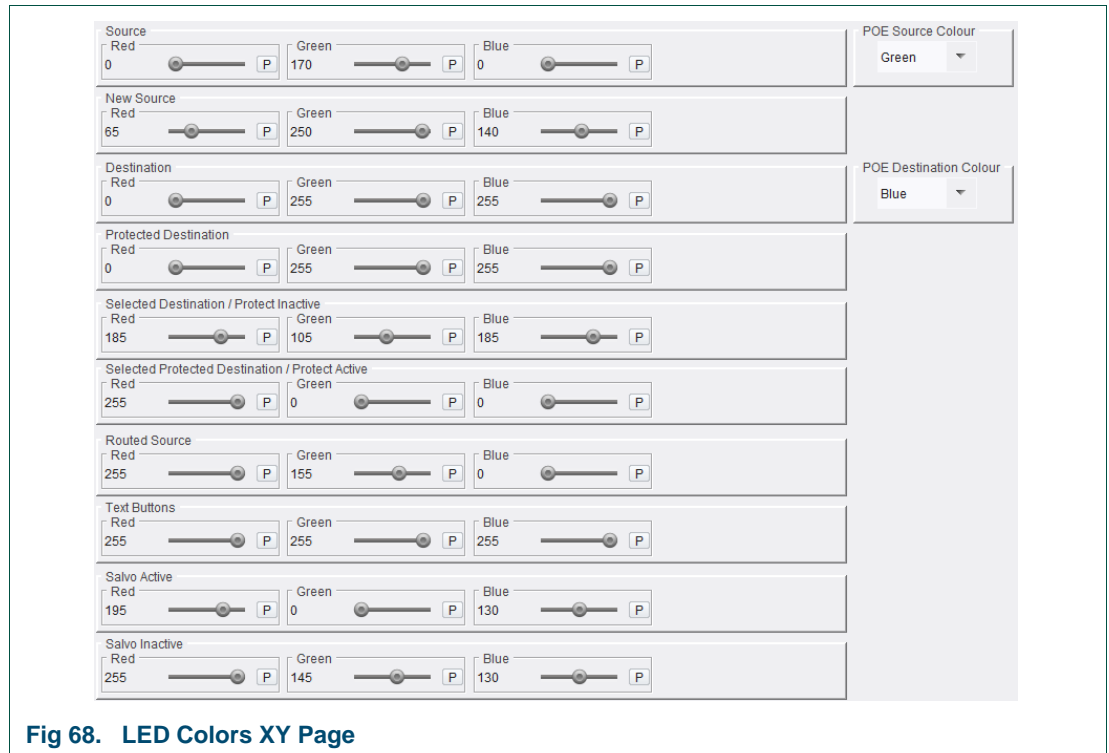 Source
POE Source Colour
Red Green Blue
0 P 170 P 0 P
Green
New Source
Red Green Blue
65 P 250 P 140 P
Destination
POE Destination Colour
Red Green Blue
0 P 255 P 255 P
Blue
Protected Destination
Red Green Blue
0 P 255 P 255 P
Selected Destination / Protect Inactive
Red Green Blue
185 P 105 P 185 P
Selected Protected Destination / Protect Active
Red Green Blue
255 P 0 P 0 P
Routed Source
Red Green Blue
255 P 155 P 0 P
Text Buttons
Red Green Blue
255 P 255 P 255 P
Salvo Active
Red Green Blue
195 P 0 P 130 P
Salvo Inactive
Red Green Blue
255 P 145 P 130 P
Fig 68. LED Colors XY Page